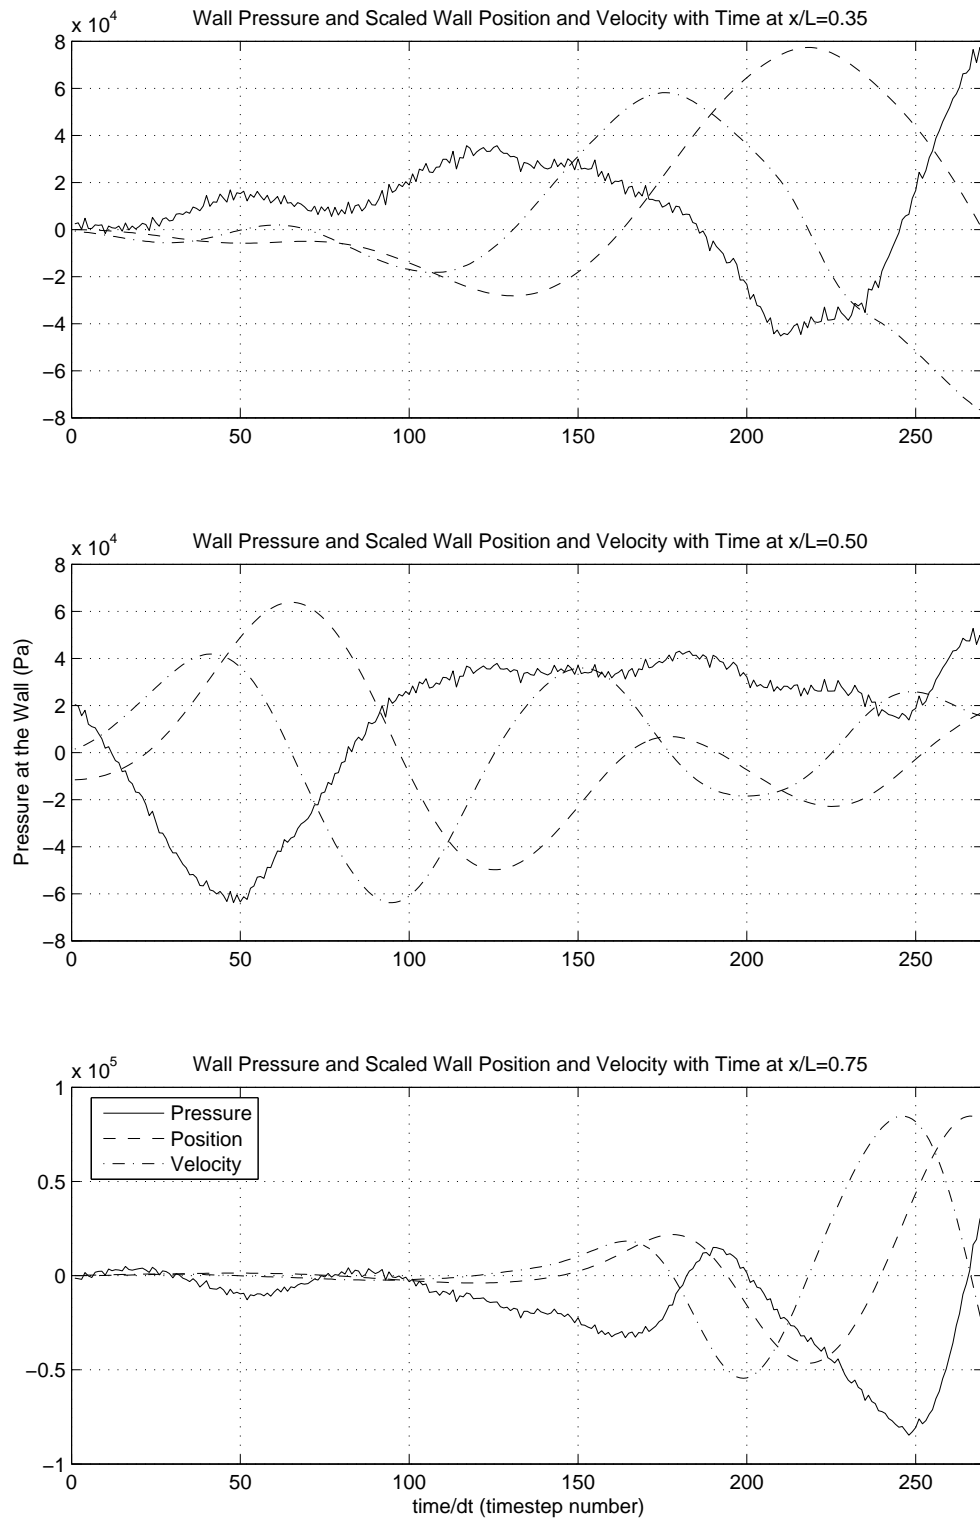 Wall Pressure and Scaled Wall Position and Velocity with Time at x/L=0.35
x 10^4
8
6
4
2
0
−2
−4
−6
−8
0 50 100 150 200 250
Wall Pressure and Scaled Wall Position and Velocity with Time at x/L=0.50
x 10^4
Pressure at the Wall (Pa)
8
6
4
2
0
−2
−4
−6
−8
0 50 100 150 200 250
Wall Pressure and Scaled Wall Position and Velocity with Time at x/L=0.75
x 10^5
Pressure
Position
Velocity
1
0.5
0
−0.5
−1
0 50 100 150 200 250
time/dt (timestep number)